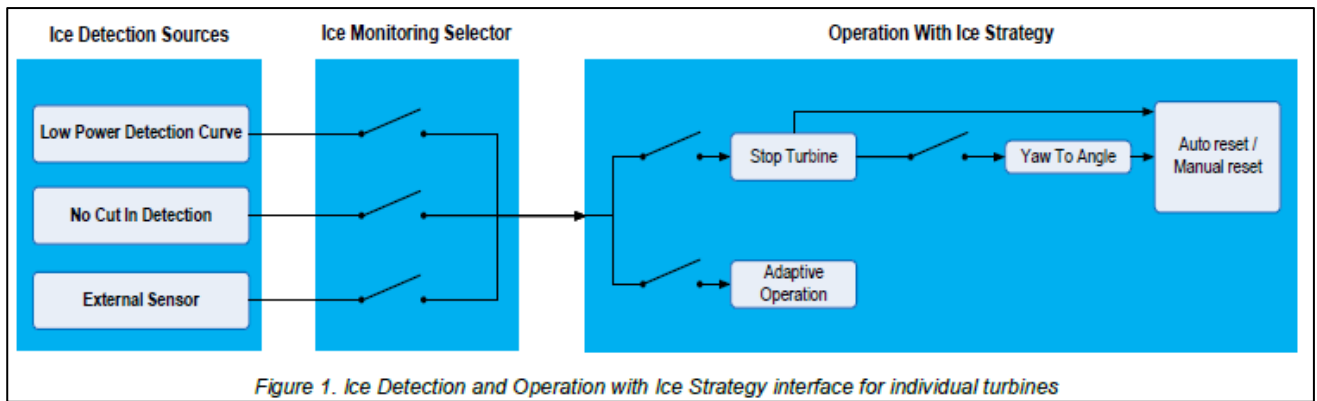 Ice Detection Sources
Ice Monitoring Selector
Operation With Ice Strategy
Low Power Detection Curve
No Cut In Detection
External Sensor
Stop Turbine
Yaw To Angle
Auto reset /
Manual reset
Adaptive
Operation
Figure 1. Ice Detection and Operation with Ice Strategy interface for individual turbines